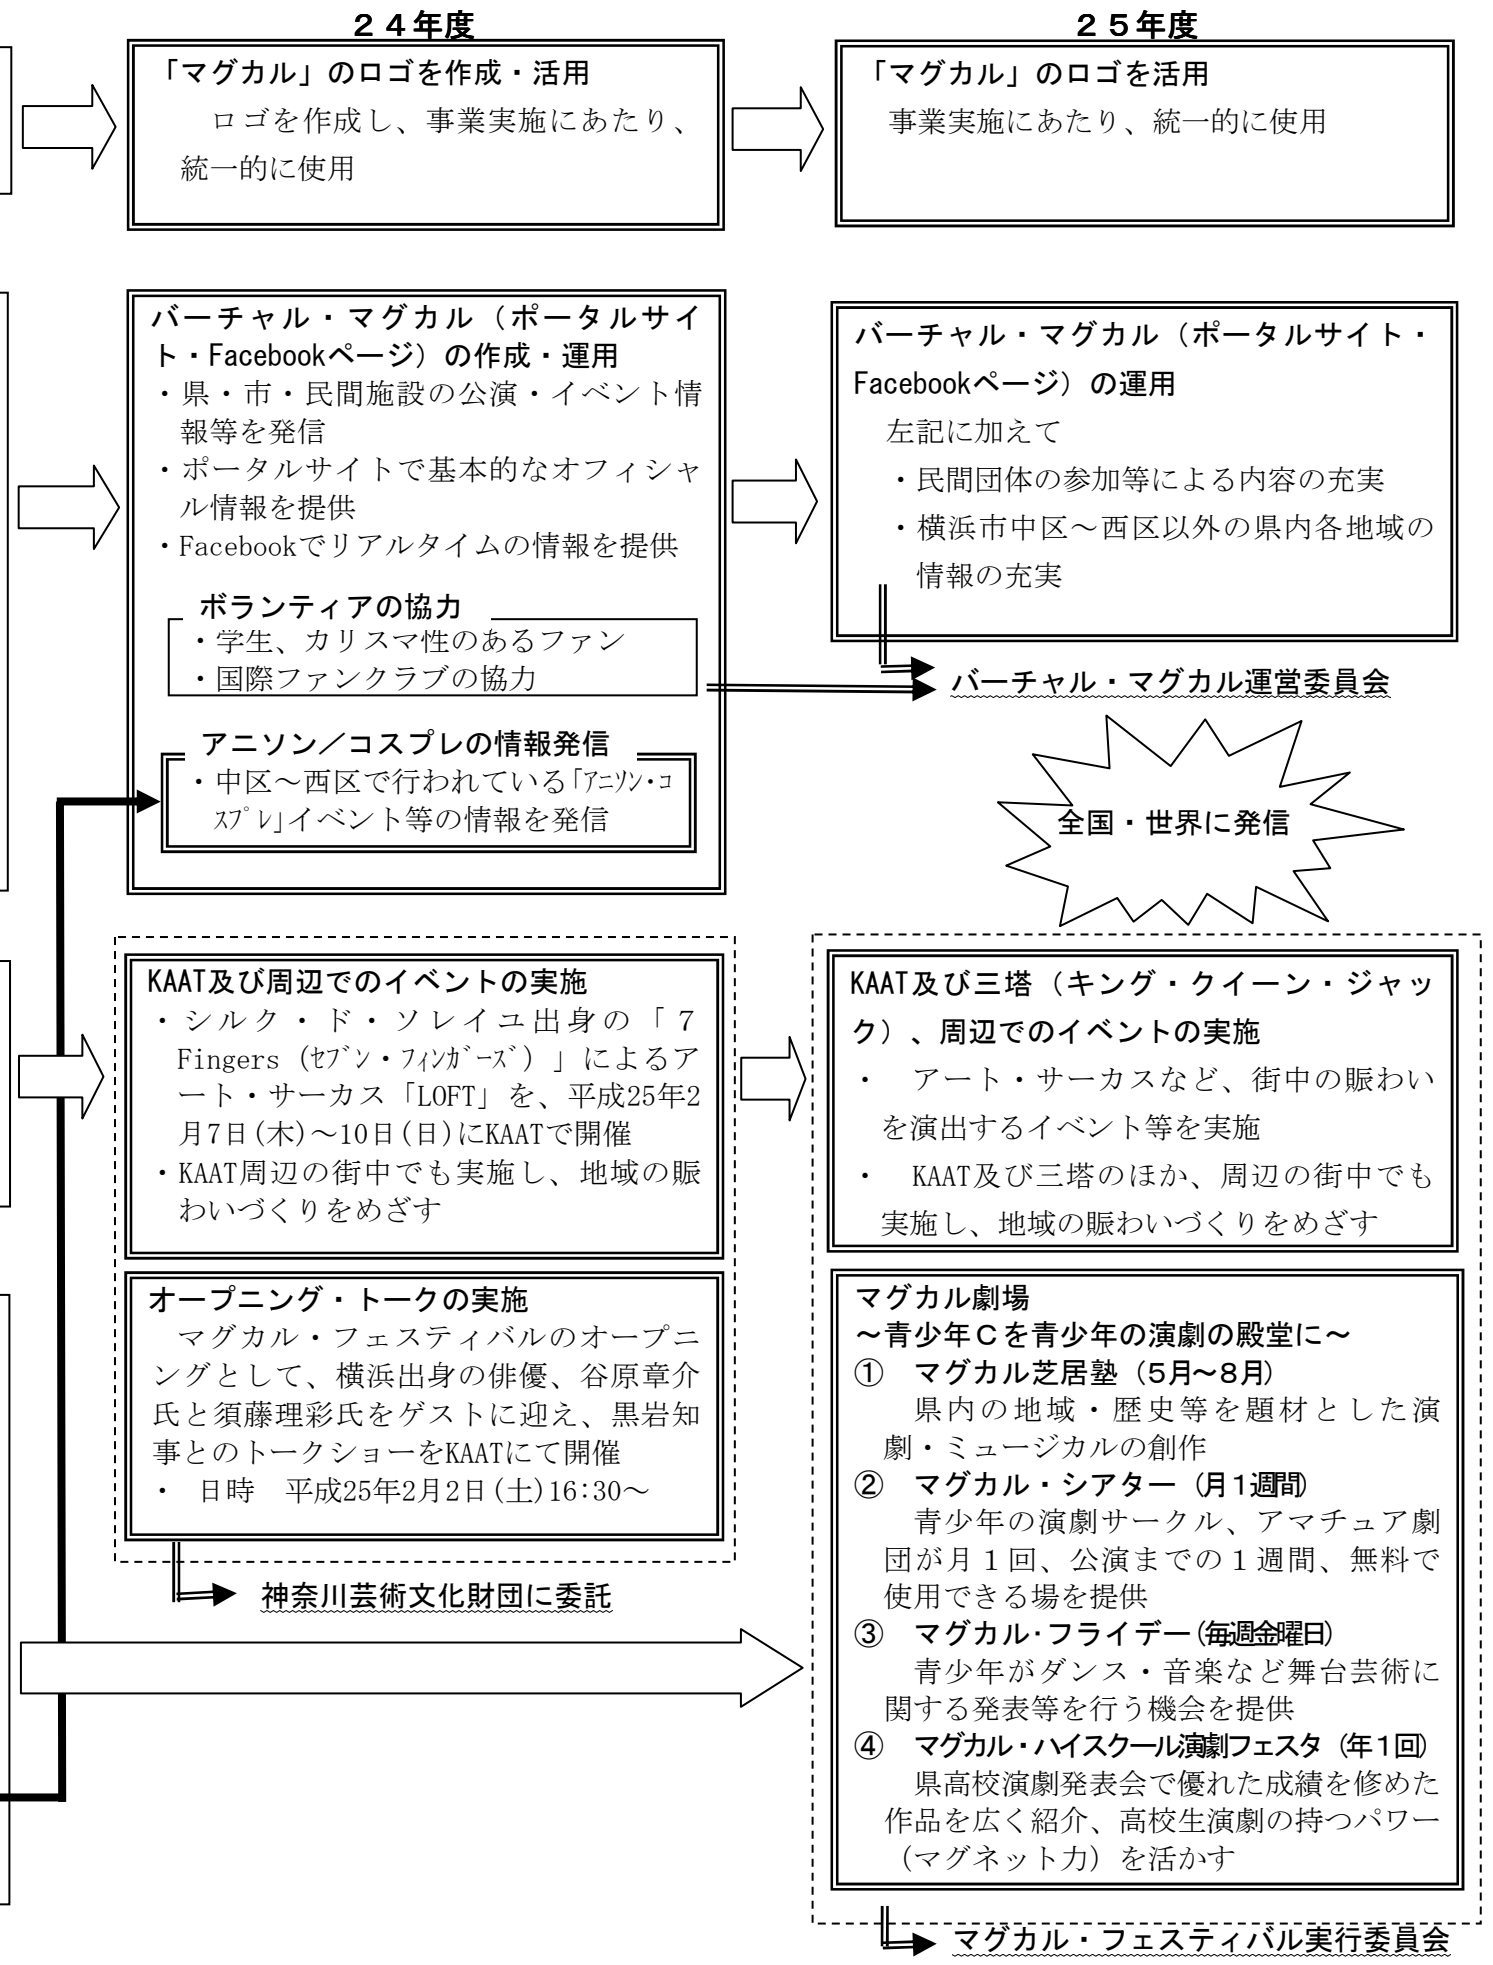 ２４年度
「マグカル」のロゴを作成・活用
ロゴを作成し、事業実施にあたり、
統一的に使用
バーチャル・マグカル（ポータルサイ
ト・Facebookページ）の作成・運用
・県・市・民間施設の公演・イベント情
報等を発信
・ポータルサイトで基本的なオフィシャ
ル情報を提供
・Facebookでリアルタイムの情報を提供
ボランティアの協力
・学生、カリスマ性のあるファン
・国際ファンクラブの協力
アニソン／コスプレの情報発信
・中区～西区で行われている「ｱﾆｿﾝ・ｺ
ｽﾌﾟﾚ」イベント等の情報を発信
KAAT及び周辺でのイベントの実施
・シルク・ド・ソレイユ出身の「７
Fingers（ｾﾌﾞﾝ・ﾌｨﾝｶﾞｰｽﾞ）」によるア
ート・サーカス「LOFT」を、平成25年2
月7日(木)～10日(日)にKAATで開催
・KAAT周辺の街中でも実施し、地域の賑
わいづくりをめざす
オープニング・トークの実施
マグカル・フェスティバルのオープニ
ングとして、横浜出身の俳優、谷原章介
氏と須藤理彩氏をゲストに迎え、黒岩知
事とのトークショーをKAATにて開催
・ 日時　平成25年2月2日(土)16:30～
神奈川芸術文化財団に委託
２５年度
「マグカル」のロゴを活用
事業実施にあたり、統一的に使用
バーチャル・マグカル（ポータルサイト・
Facebookページ）の運用
左記に加えて
・民間団体の参加等による内容の充実
・横浜市中区～西区以外の県内各地域の
情報の充実
バーチャル・マグカル運営委員会
全国・世界に発信
KAAT及び三塔（キング・クイーン・ジャッ
ク）、周辺でのイベントの実施
・　アート・サーカスなど、街中の賑わい
を演出するイベント等を実施
・　KAAT及び三塔のほか、周辺の街中でも
実施し、地域の賑わいづくりをめざす
マグカル劇場
～青少年Ｃを青少年の演劇の殿堂に～
①　マグカル芝居塾（５月～８月）
県内の地域・歴史等を題材とした演
劇・ミュージカルの創作
②　マグカル・シアター（月１週間）
青少年の演劇サークル、アマチュア劇
団が月１回、公演までの１週間、無料で
使用できる場を提供
③　マグカル・フライデー（毎週金曜日）
青少年がダンス・音楽など舞台芸術に
関する発表等を行う機会を提供
④　マグカル・ハイスクール演劇フェスタ（年１回）
県高校演劇発表会で優れた成績を修めた
作品を広く紹介、高校生演劇の持つパワー
（マグネット力）を活かす
マグカル・フェスティバル実行委員会